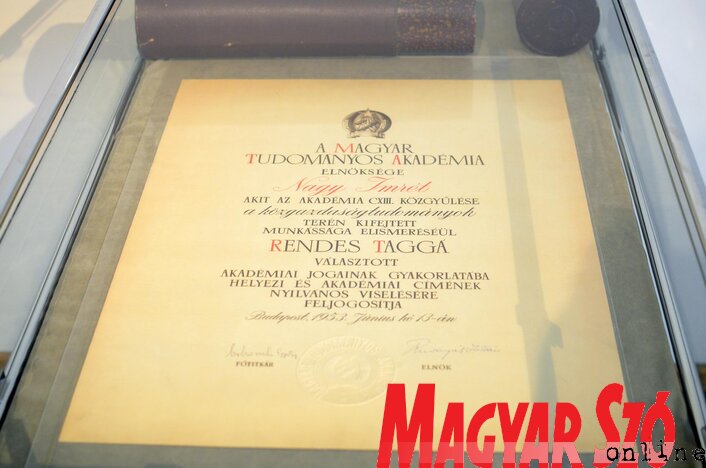 A MAGYAR
TUDOMÁNYOS AKADÉMIA
ELNÖKSÉGE
Nagy Imrét
AKIT AZ AKADÉMIA CXIII. KÖZGYŰLÉSE
a közgazdaságtudományok
TERÉN KIFEJTETT
MUNKÁSSÁGA ELISMERÉSÉÜL
RENDES TAGGÁ
VÁLASZTOTT
AKADÉMIAI JOGAINAK GYAKORLATÁBA
HELYEZI ÉS AKADÉMIAI CÍMÉNEK
NYILVÁNOS VISELÉSÉRE
FELJOGOSÍTJA
Budapest, 1953. Június hó 13-án
FŐTITKÁR
ELNÖK
MAGYAR SZÓ
online